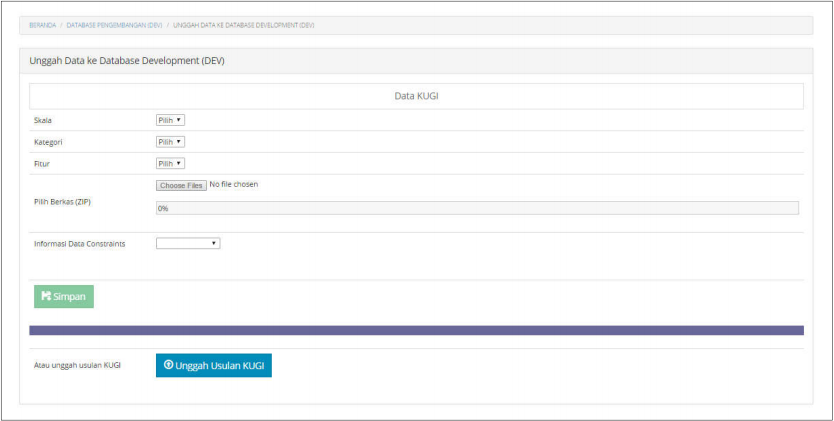 BERANDA / DATABASE PENGEMBANGAN (DEV) / UNGGAH DATA KE DATABASE DEVELOPMENT (DEV)
Unggah Data ke Database Development (DEV)
Data KUGI
Skala Pilih
Kategori Pilih
Fitur Pilih
Choose Files No file chosen
Pilih Berkas (ZIP)
0%
Informasi Data Constraints
Simpan
Atau unggah usulan KUGI Unggah Usulan KUGI